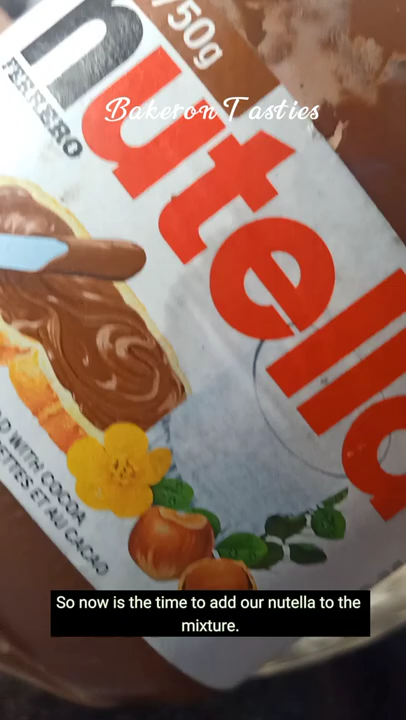 750g
nutella
FERRERO
Bakeron Tasties
D WITH COCOA
ETTES ET AU CACAO
So now is the time to add our nutella to the
mixture.